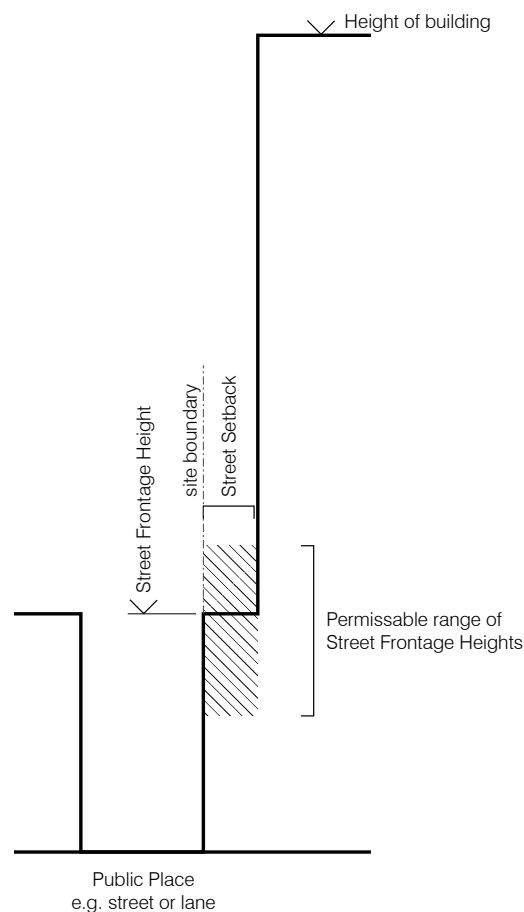 Height of building
Street Frontage Height
site boundary
Street Setback
Permissable range of
Street Frontage Heights
Public Place
e.g. street or lane